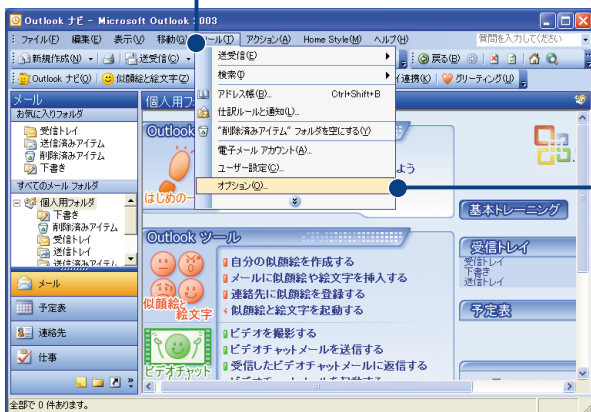 Outlook ナビ - Microsoft Outlook 2003
ファイル(F) 編集(E) 表示(V) 移動(G) ール(T) アクション(A) Home Style(M) ヘルプ(H) 質問を入力してください
新規作成(N) 送受信(C) 戻る(B)
Outlook ナビ(Q) 似顔絵と絵文字(Z) 連携(K) グリーティング(U)
送受信(E)
検索(I)
アドレス帳(B)... Ctrl+Shift+B
仕訳ルールと通知(L)...
"削除済みアイテム" フォルダを空にする(Y)
電子メール アカウント(A)...
ユーザー設定(C)...
オプション(O)...
メール
お気に入りフォルダ
受信トレイ
送信済みアイテム
削除済みアイテム
下書き
すべてのメール フォルダ
個人用フォルダ
下書き
削除済みアイテム
受信トレイ
送信トレイ
送信済みアイテム
メール
予定表
連絡先
仕事
個人用フ
Outlook
よう
はじめの一
Outlook ツール
自分の似顔絵を作成する
メールに似顔絵や絵文字を挿入する
連絡先に似顔絵を登録する
似顔絵と絵文字を起動する
似顔絵と
絵文字
ビデオを撮影する
ビデオチャットメールを送信する
受信したビデオチャットメールに返信する
ビデオチャット
基本トレーニング
受信トレイ
受信トレイ
下書き
送信トレイ
予定表
全部で 0 件あります。